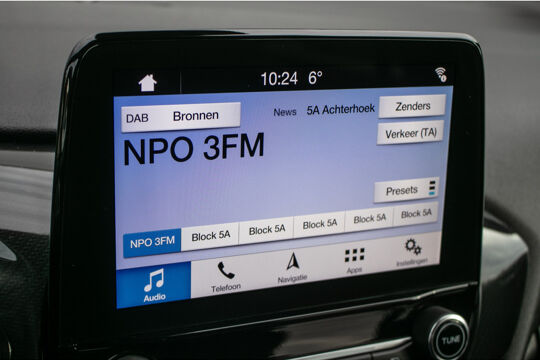 10:24 6°
DAB Bronnen
News 5A Achterhoek
Zenders
Verkeer (TA)
NPO 3FM
Presets
NPO 3FM Block 5A Block 5A Block 5A Block 5A Block 5A
Audio Telefoon Navigatie Apps Instellingen
TUNE